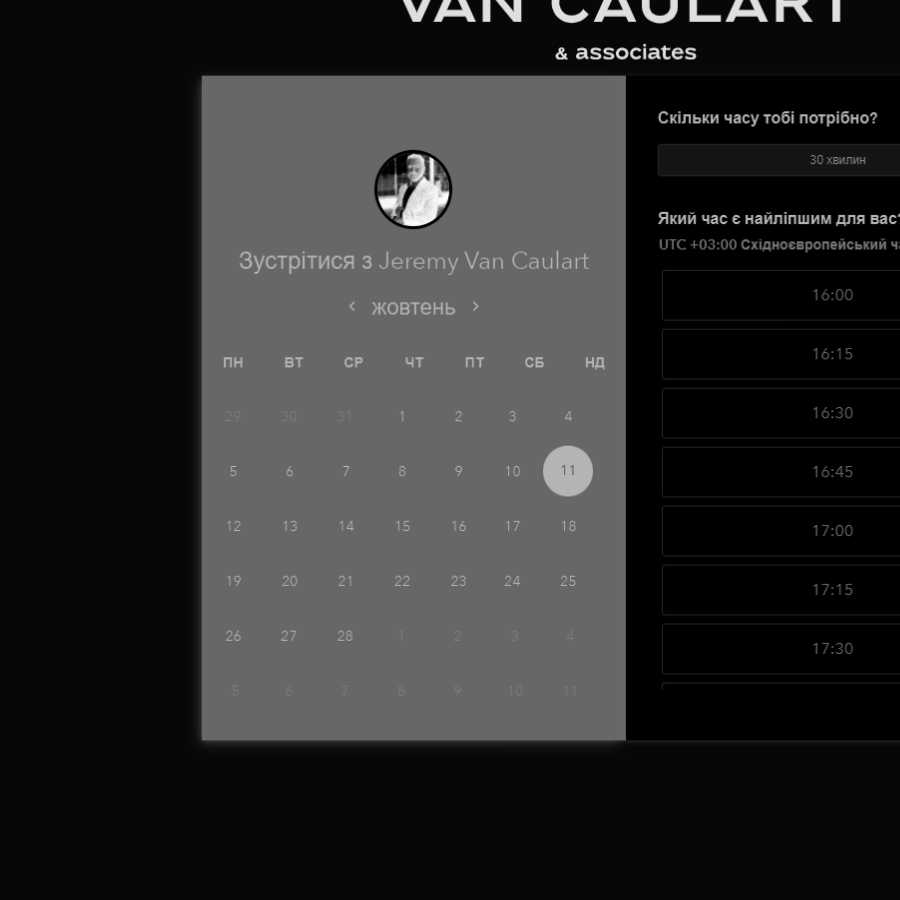 VAN CAULART
& associates
Зустрітися з Jeremy Van Caulart
жовтень
ПН ВТ СР ЧТ ПТ СБ НД
29 30 31 1 2 3 4
5 6 7 8 9 10 11
12 13 14 15 16 17 18
19 20 21 22 23 24 25
26 27 28 1 2 3 4
5 6 7 8 9 10 11
Скільки часу тобі потрібно?
30 хвилин
Який час є найліпшим для вас?
UTC +03:00 Східноєвропейський
16:00
16:15
16:30
16:45
17:00
17:15
17:30